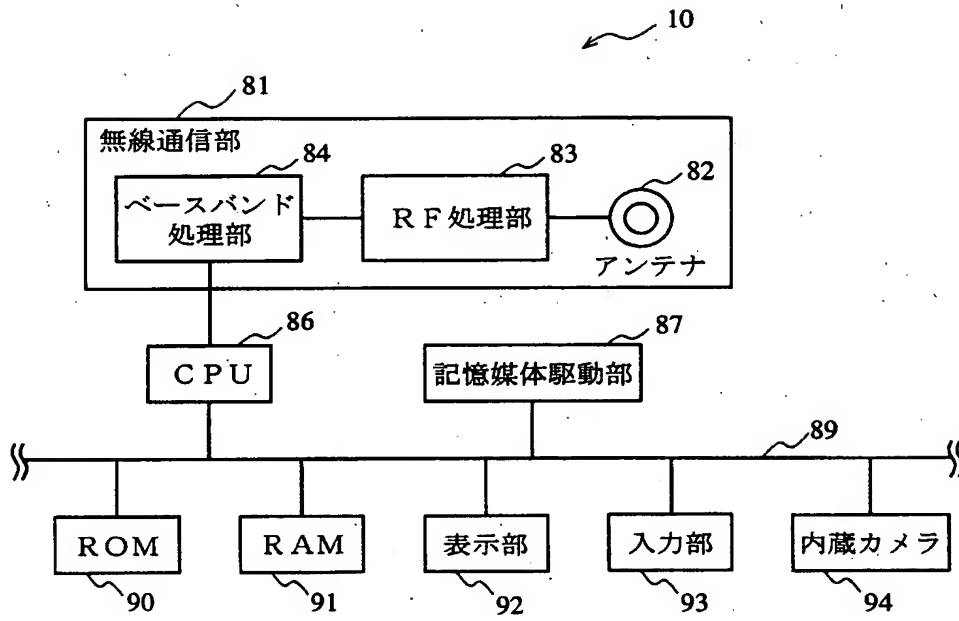 10
81
無線通信部
84
ベースバンド
処理部
83
RF処理部
82
アンテナ
86
CPU
87
記憶媒体駆動部
89
ROM
90
RAM
91
表示部
92
入力部
93
内蔵カメラ
94